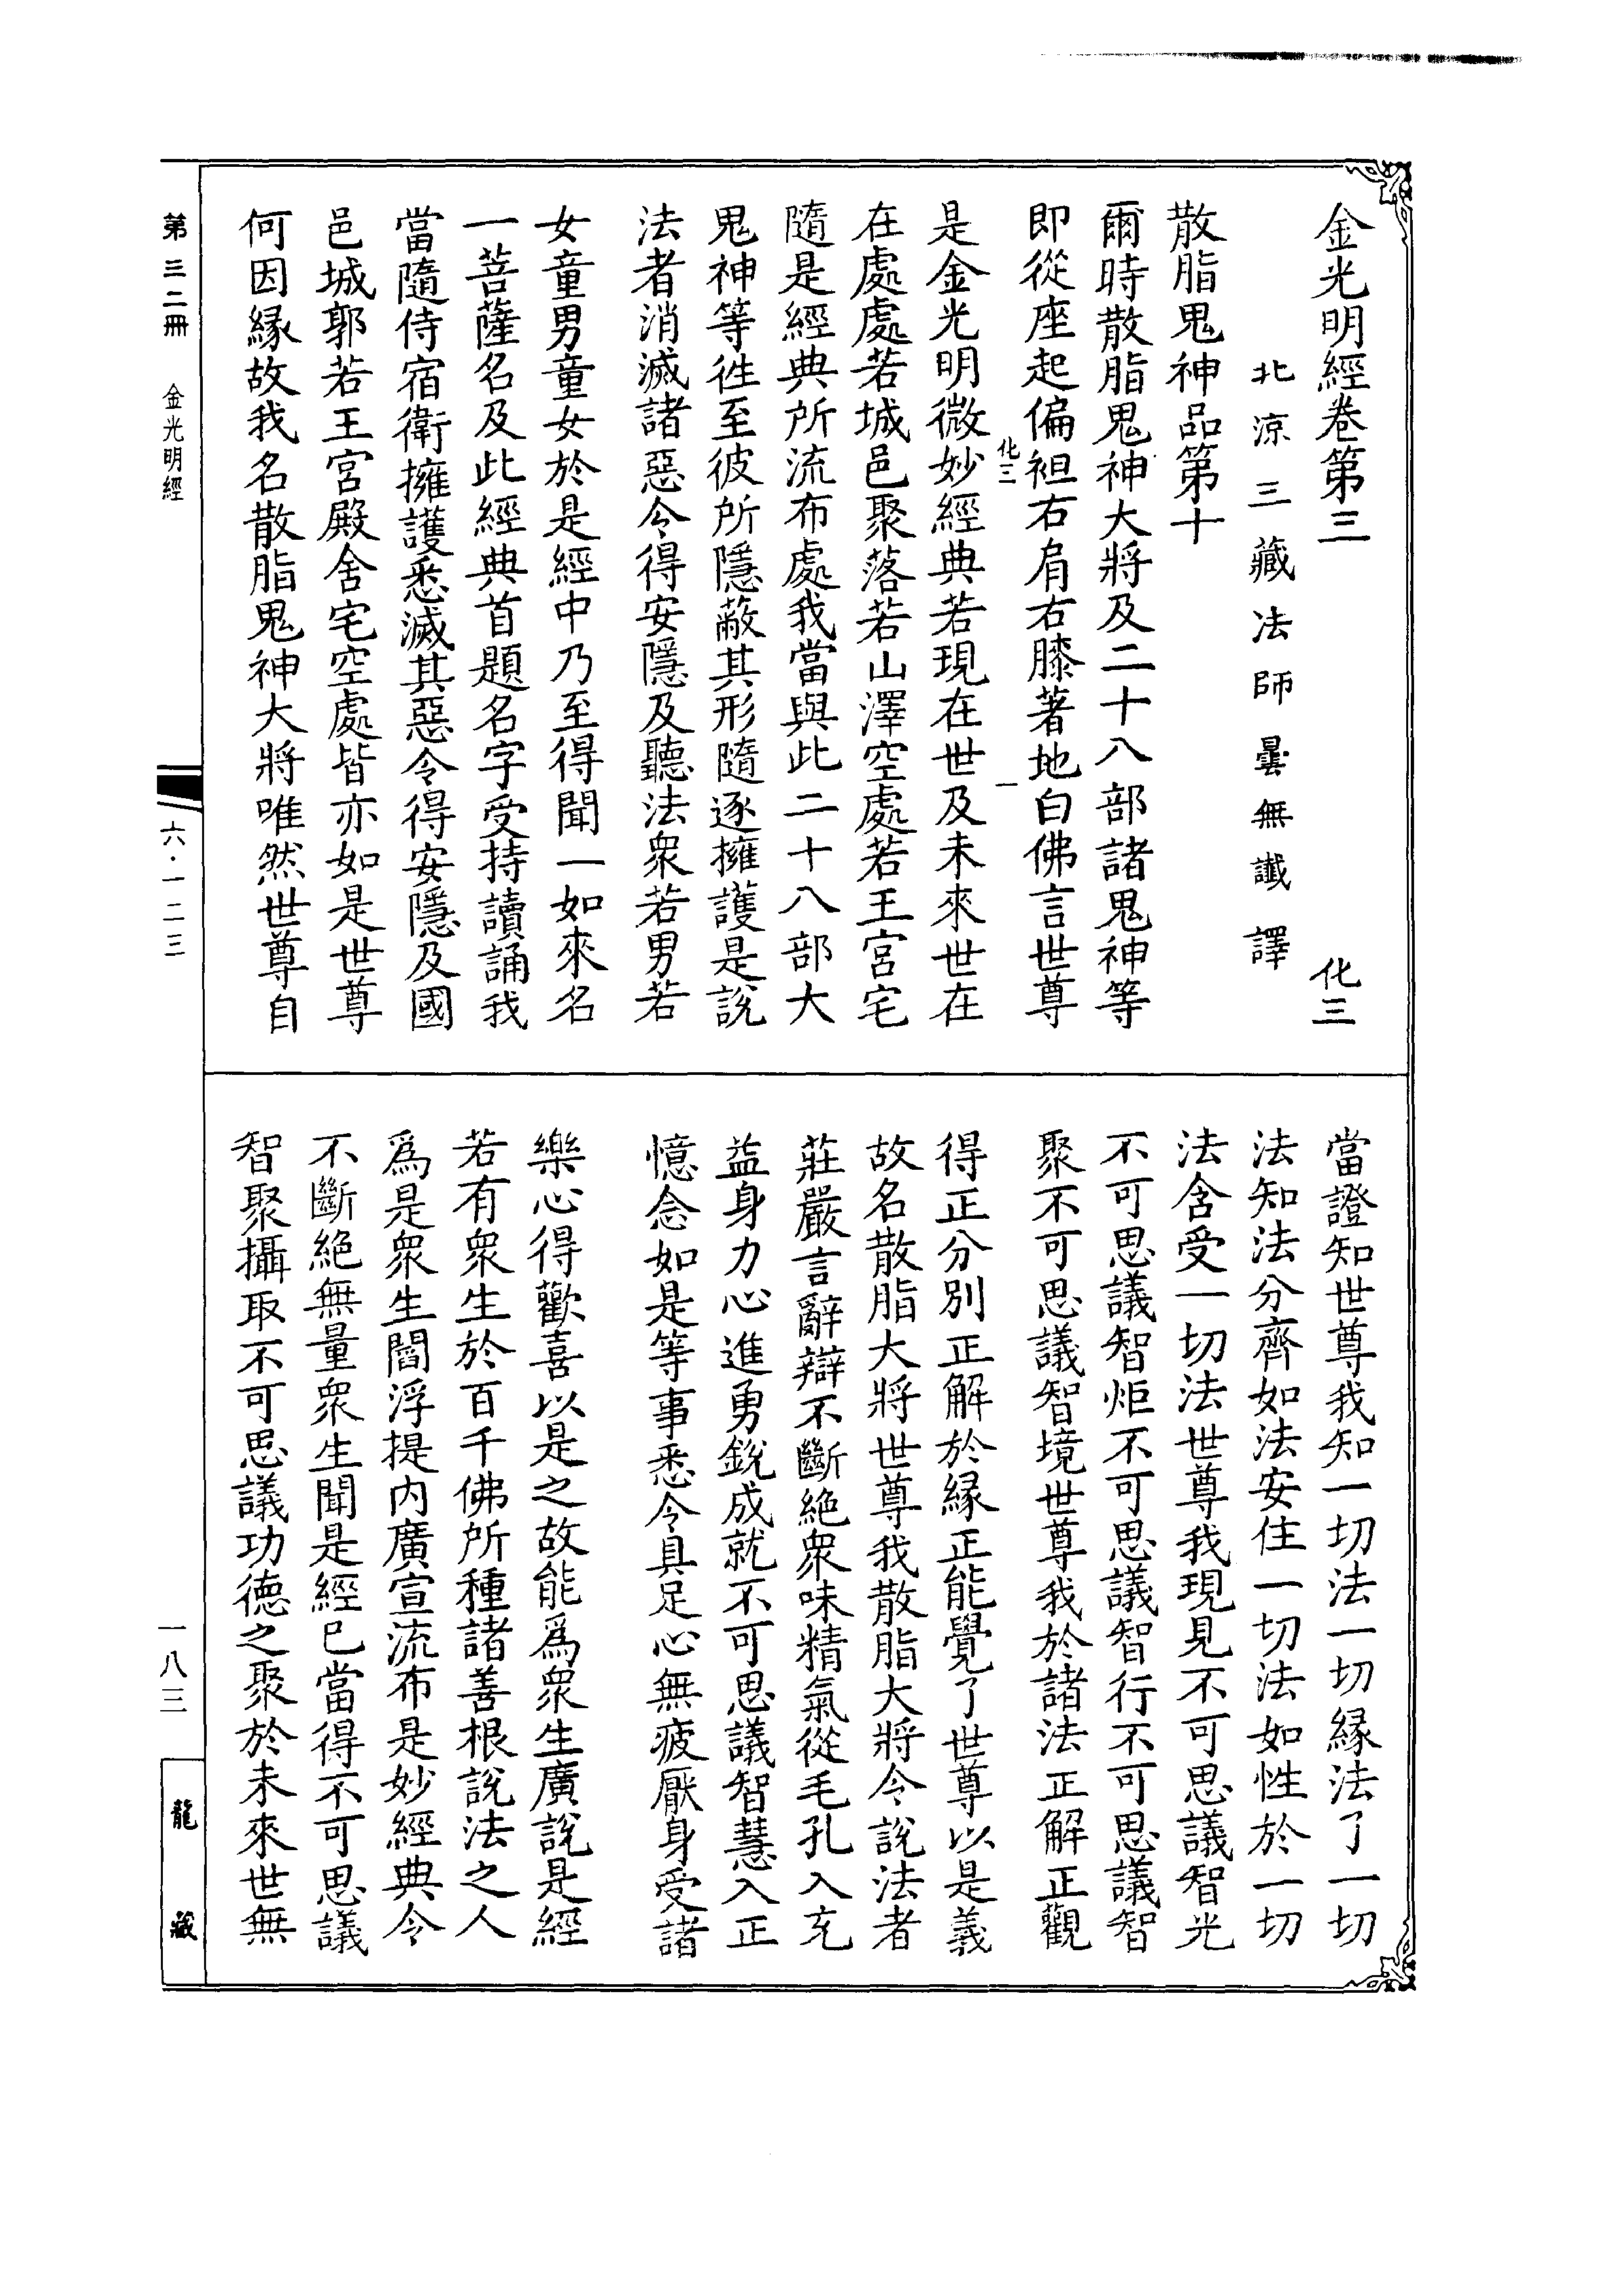 金光明經卷第三　化三
北涼三藏法師曇無讖譯
散脂鬼神品第十
爾時散脂鬼神大將及二十八部諸鬼神等
即從座起偏袒右肩右膝著地白佛言世尊
化三　一
是金光明微妙經典若現在世及未來世在
在處處若城邑聚落若山澤空處若王宮宅
隨是經典所流布處我當與此二十八部大
鬼神等徃至彼所隱蔽其形隨逐擁護是說
法者消滅諸惡令得安隱及聽法衆若男若
女童男童女於是經中乃至得聞一如來名
一菩薩名及此經典首題名字受持讀誦我
當隨侍宿衛擁護悉滅其惡令得安隱及國
邑城郭若王宮殿舍宅空處皆亦如是世尊
何因緣故我名散脂鬼神大將唯然世尊自
當證知世尊我知一切法一切緣法了一切
法知法分齊如法安住一切法如性於一切
法含受一切法世尊我現見不可思議智光
不可思議智炬不可思議智行不可思議智
聚不可思議智境世尊我於諸法正解正觀
得正分別正解於緣正能覺了世尊以是義
故名散脂大將世尊我散脂大將令說法者
莊嚴言辭辯不斷絕衆味精氣從毛孔入充
益身力心進勇銳成就不可思議智慧入正
憶念如是等事悉令具足心無疲厭身受諸
樂心得歡喜以是之故能爲衆生廣說是經
若有衆生於百千佛所種諸善根說法之人
爲是衆生閻浮提內廣宣流布是妙經典令
不斷絕無量衆生聞是經已當得不可思議
智聚攝取不可思議功德之聚於未來世無
第三二冊　金光明經
六·一二三
一八三
龍藏